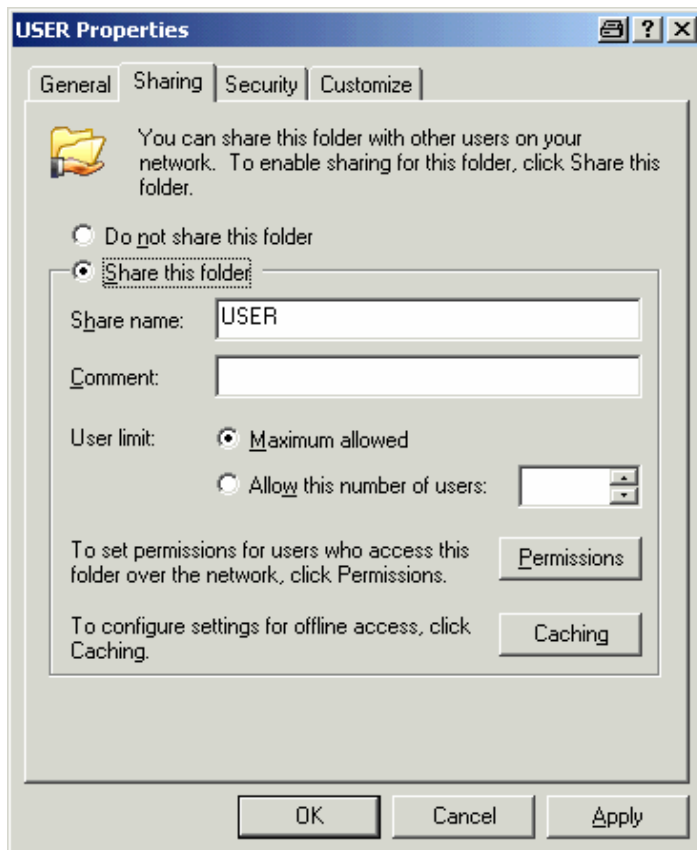 USER Properties
?
General Sharing Security Customize
You can share this folder with other users on your
network. To enable sharing for this folder, click Share this
folder.
Do not share this folder
Share this folder
Share name: USER
Comment:
User limit: Maximum allowed
Allow this number of users:
To set permissions for users who access this
folder over the network, click Permissions.
Permissions
To configure settings for offline access, click
Caching.
Caching
OK Cancel Apply